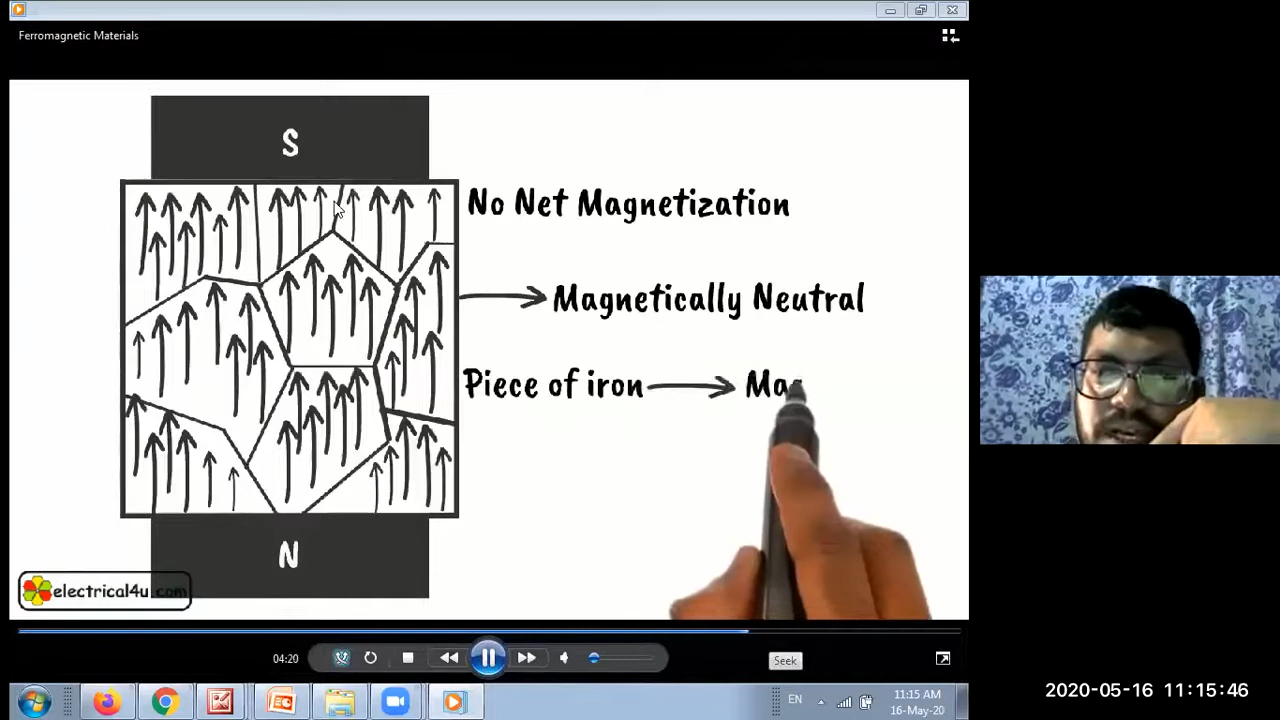 Ferromagnetic Materials
S
No Net Magnetization
Magnetically Neutral
Piece of iron
N
electrical4u.com
04:20
Seek
EN
11:15 AM
16-May-20
2020-05-16 11:15:46